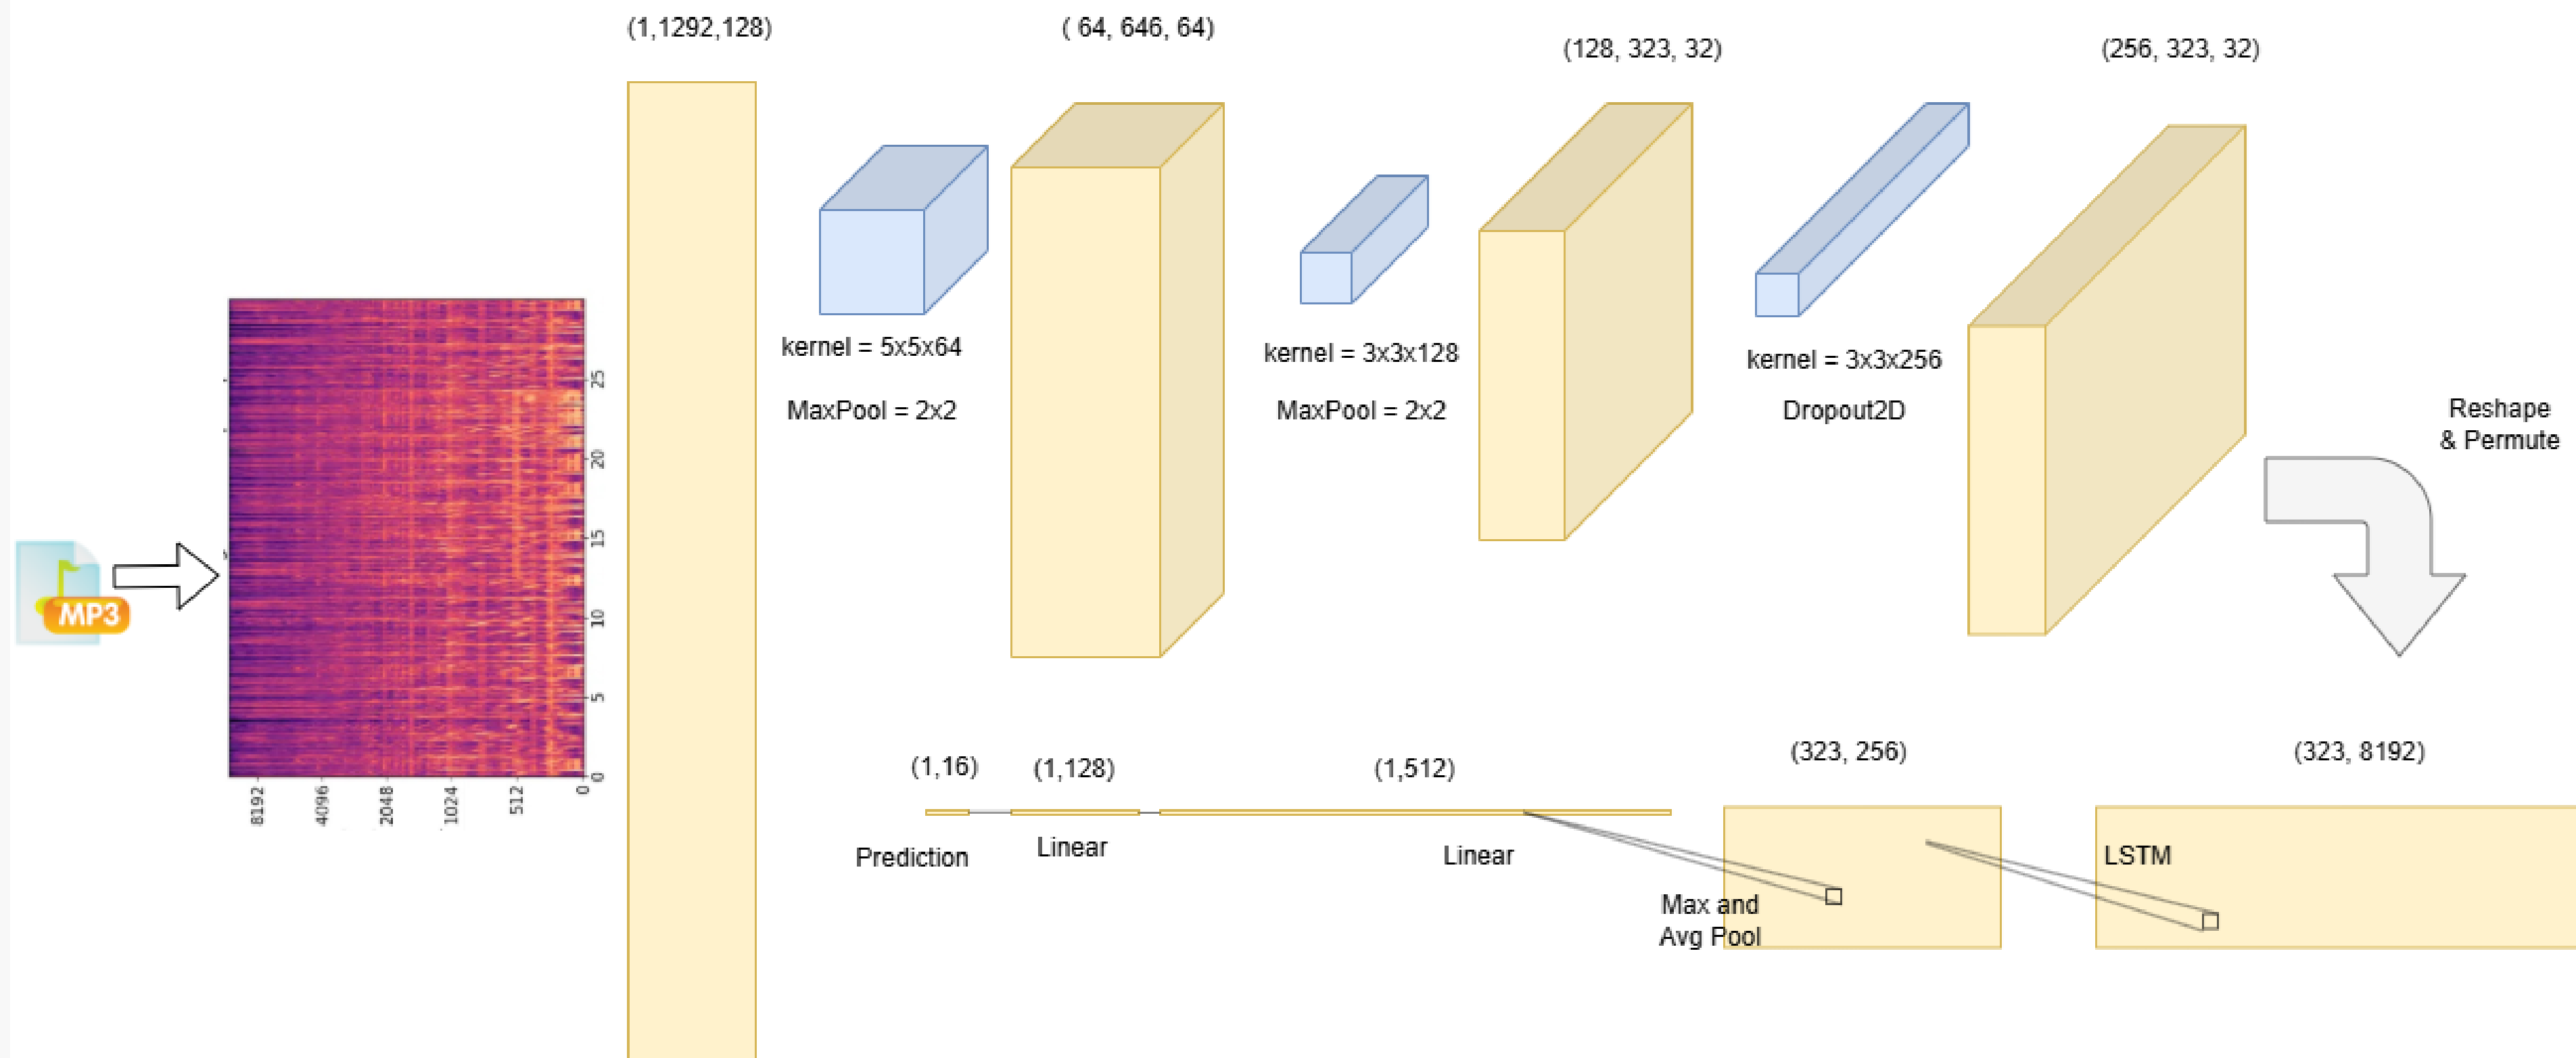 (1,1292,128)
( 64, 646, 64)
(128, 323, 32)
(256, 323, 32)
kernel = 5x5x64
MaxPool = 2x2
kernel = 3x3x128
MaxPool = 2x2
kernel = 3x3x256
Dropout2D
Reshape
& Permute
MP3
25
20
15
10
5
0
8192
4096
2048
1024
512
0
(1,16)
(1,128)
(1,512)
(323, 256)
(323, 8192)
Prediction
Linear
Linear
Max and
Avg Pool
LSTM